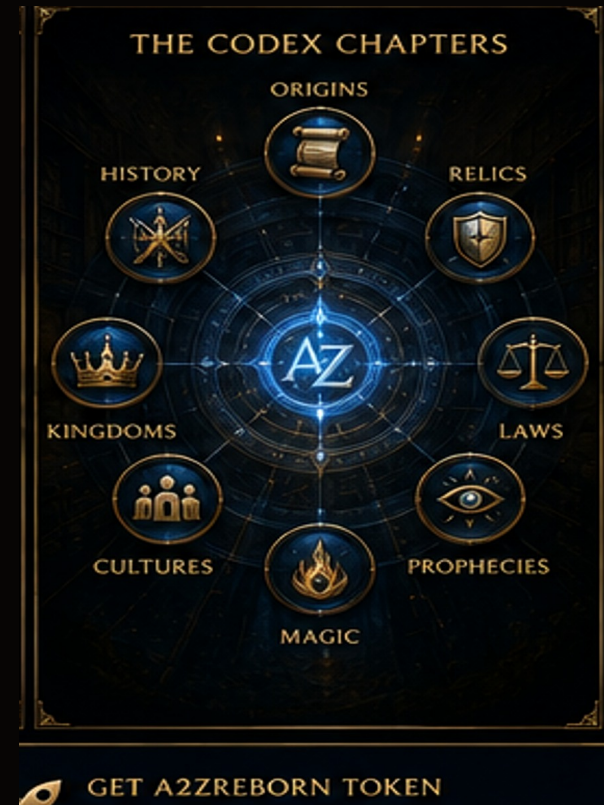 THE CODEX CHAPTERS
ORIGINS
HISTORY
RELICS
AZ
KINGDOMS
LAWS
CULTURES
PROPHECIES
MAGIC
GET A2ZREBORN TOKEN